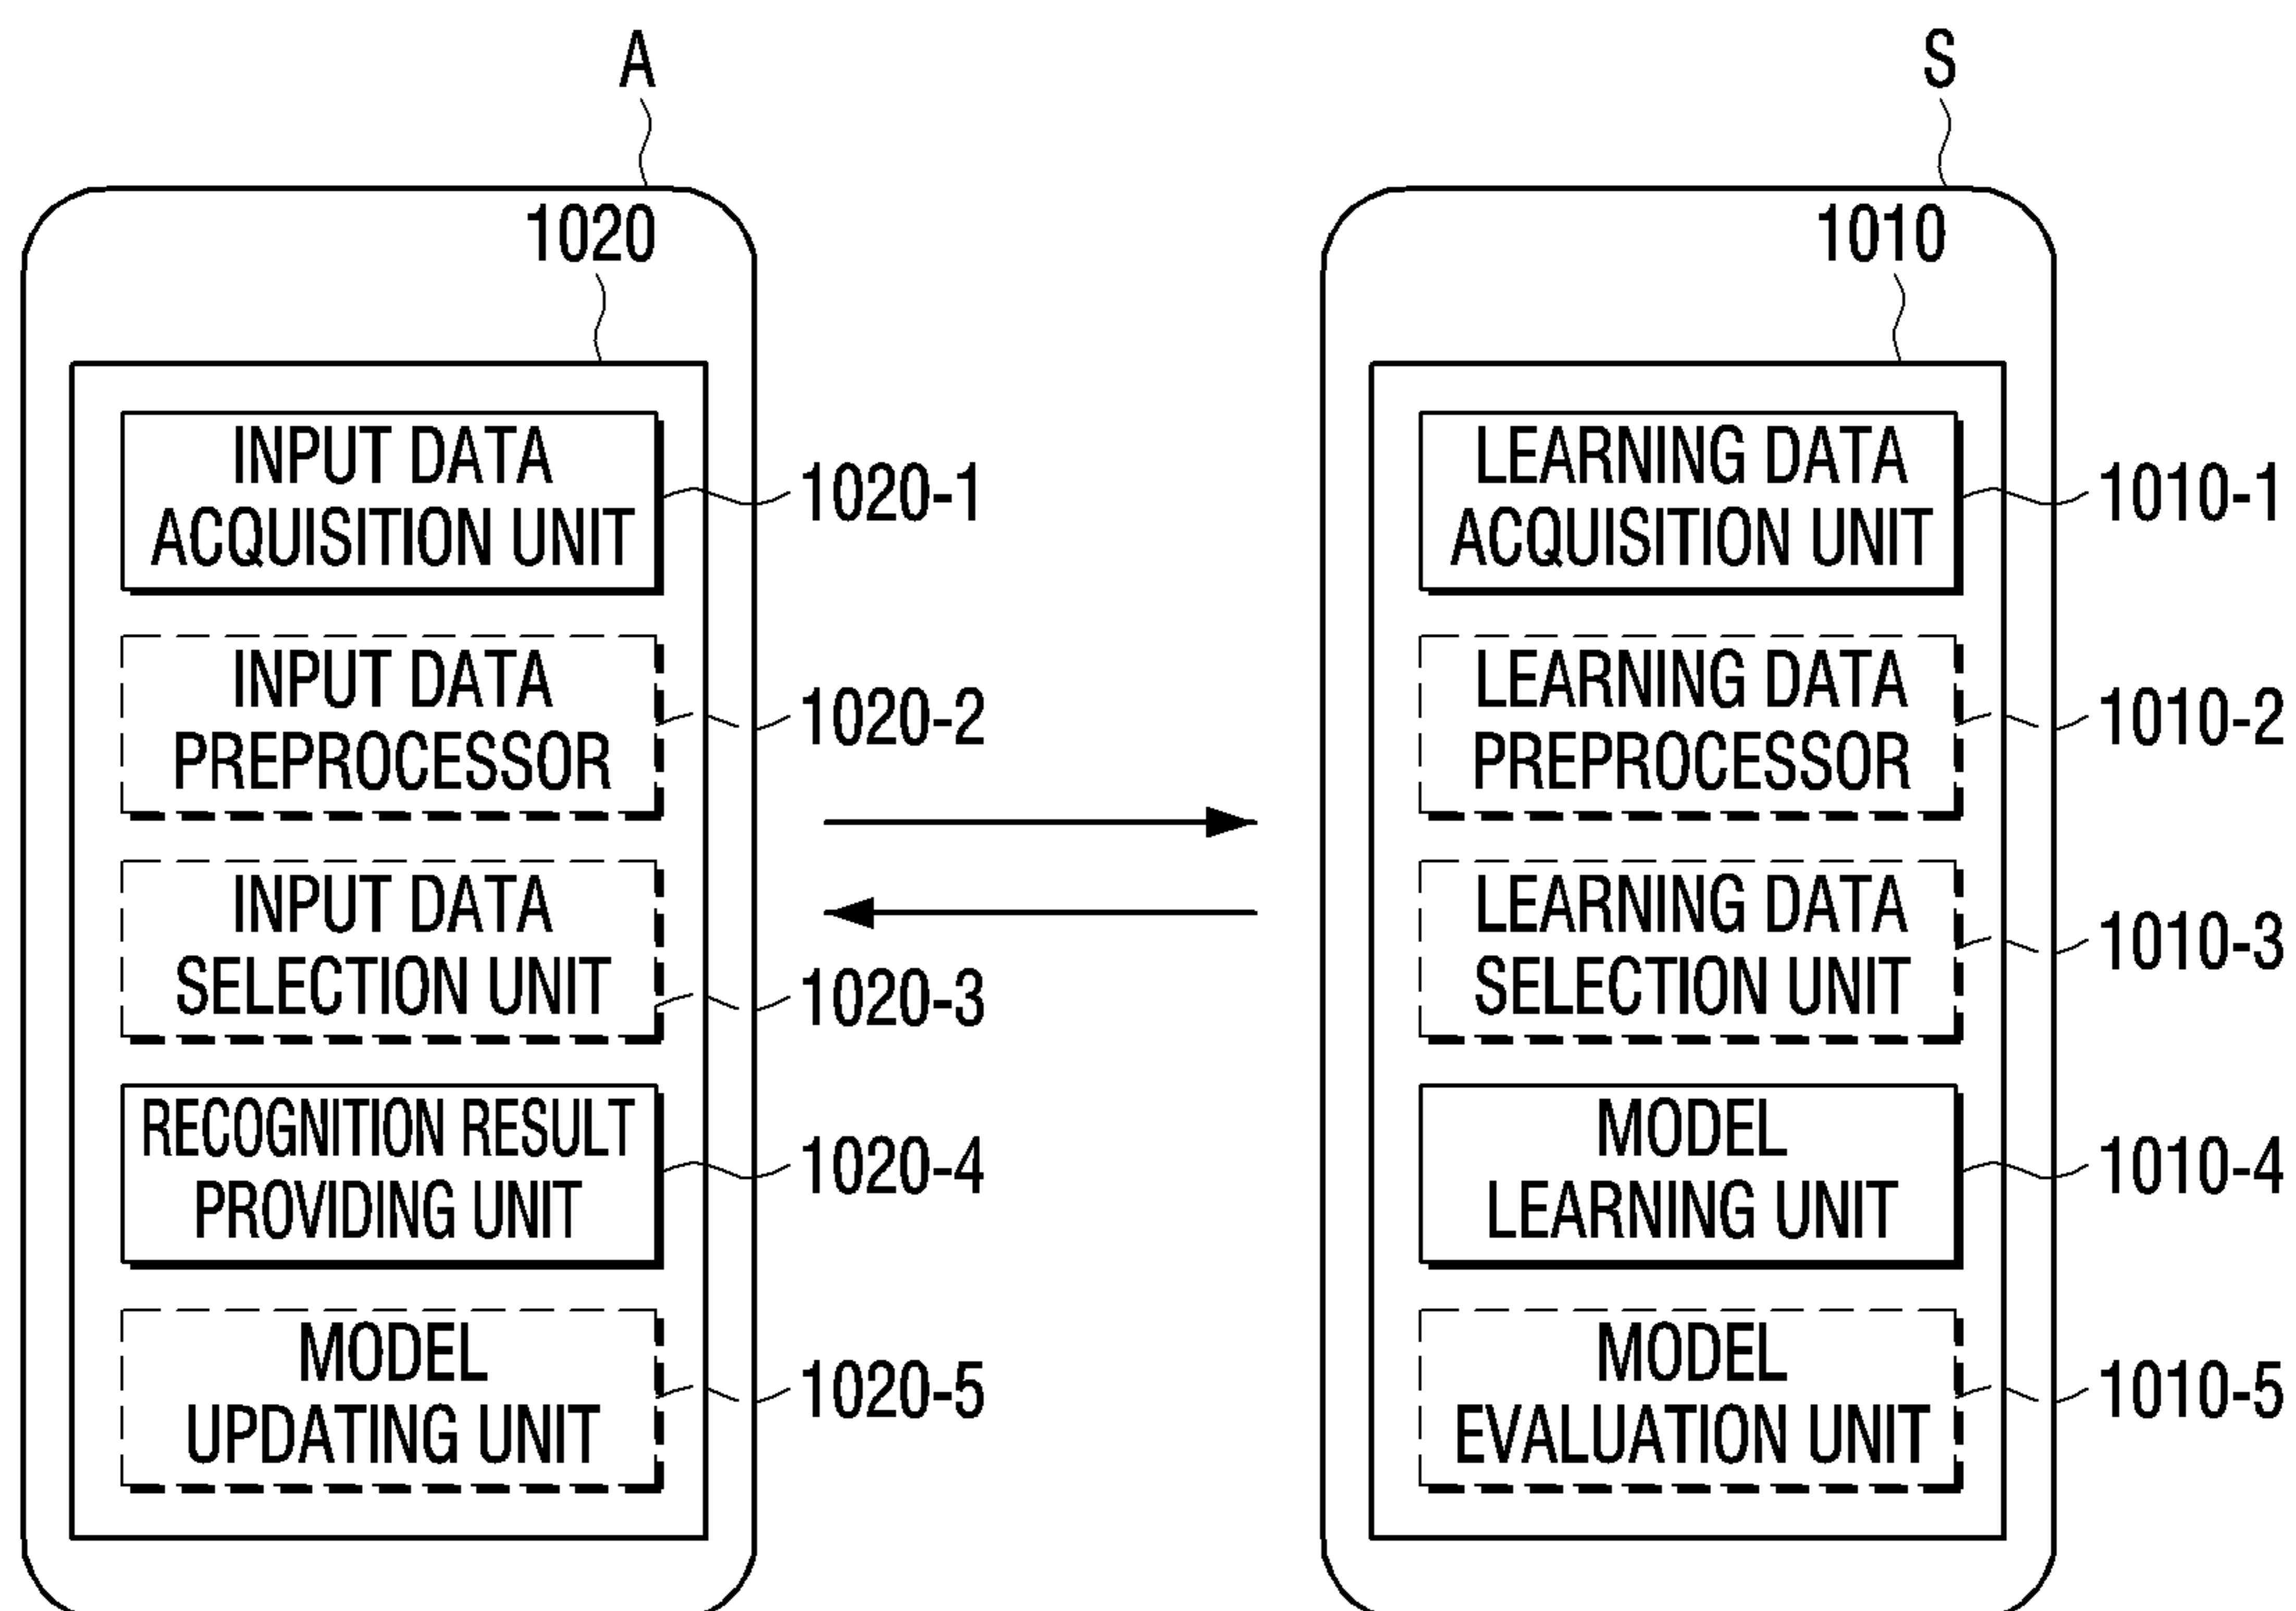 A
1020
INPUT DATA
ACQUISITION UNIT
1020-1
INPUT DATA
PREPROCESSOR
1020-2
INPUT DATA
SELECTION UNIT
1020-3
RECOGNITION RESULT
PROVIDING UNIT
1020-4
MODEL
UPDATING UNIT
1020-5
S
1010
LEARNING DATA
ACQUISITION UNIT
1010-1
LEARNING DATA
PREPROCESSOR
1010-2
LEARNING DATA
SELECTION UNIT
1010-3
MODEL
LEARNING UNIT
1010-4
MODEL
EVALUATION UNIT
1010-5